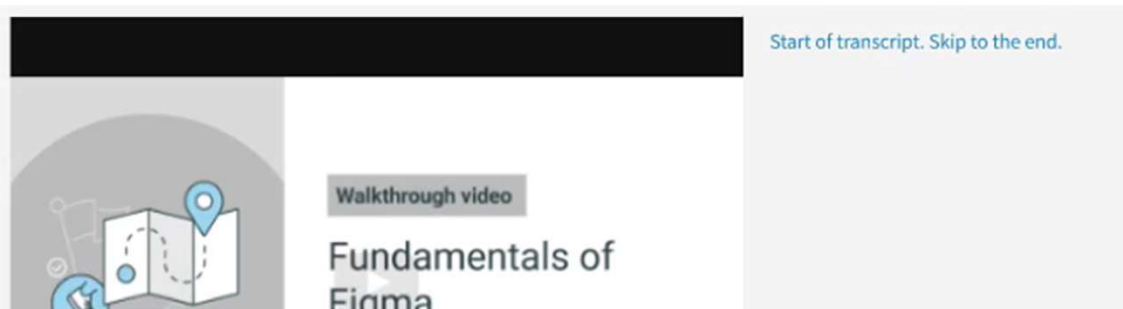 Start of transcript. Skip to the end.
Walkthrough video
Fundamentals of
Figma